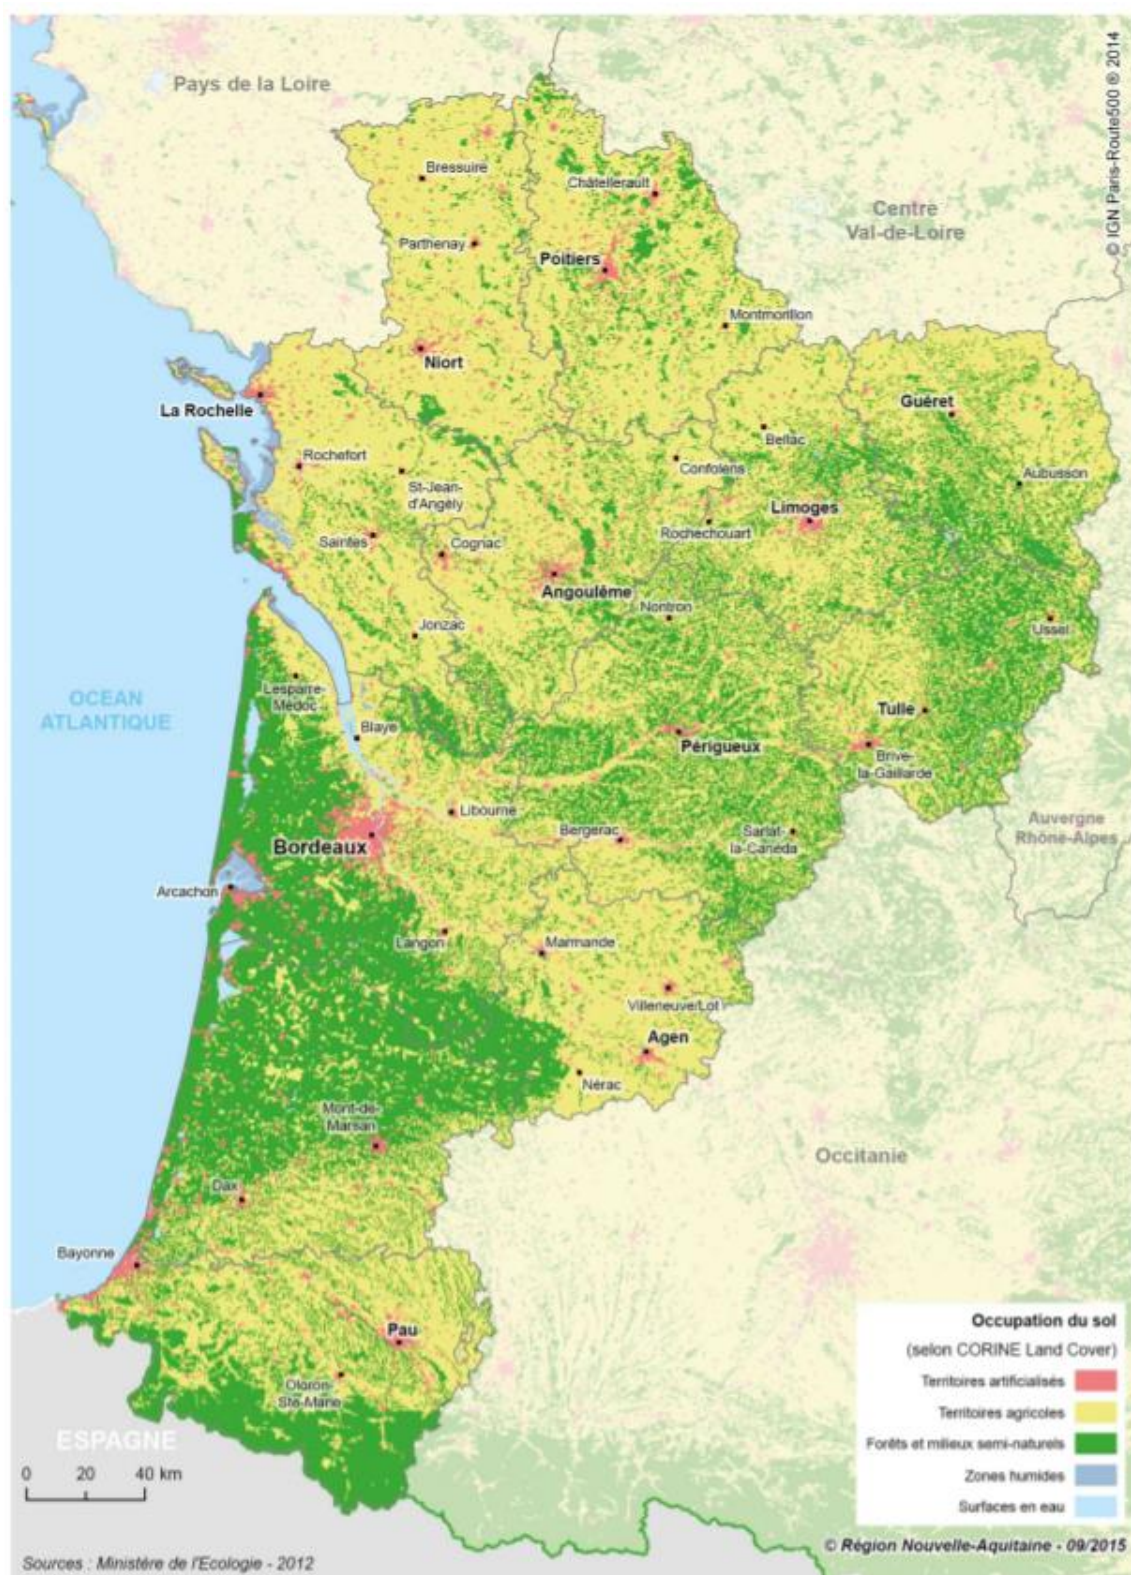 © IGN Paris-Route500 ® 2014
Pays de la Loire
Bressuire
Châtellerault
Centre
Val-de-Loire
Parthenay
Poitiers
Montmorillon
Niort
La Rochelle
Guéret
Bellac
Rochefort
Confolens
Aubusson
St-Jean-
d'Angély
Limoges
Rochechouart
Saintes
Cognac
Angoulême
Nontron
Jonzac
Ussel
OCEAN
ATLANTIQUE
Lesparre-
Médoc
Blaye
Tulle
Périgueux
Brive-
la-Gaillarde
Libourne
Bergerac
Sarlat-
la-Canéda
Auvergne
Rhône-Alpes
Bordeaux
Arcachon
Langon
Marmande
Villeneuve/Lot
Agen
Nérac
Mont-de-
Marsan
Occitanie
Dax
Bayonne
Pau
Oloron-
Ste-Marie
ESPAGNE
0 20 40 km
Occupation du sol
(selon CORINE Land Cover)
Territoires artificialisés
Territoires agricoles
Forêts et milieux semi-naturels
Zones humides
Surfaces en eau
© Région Nouvelle-Aquitaine - 09/2015
Sources : Ministère de l'Ecologie - 2012